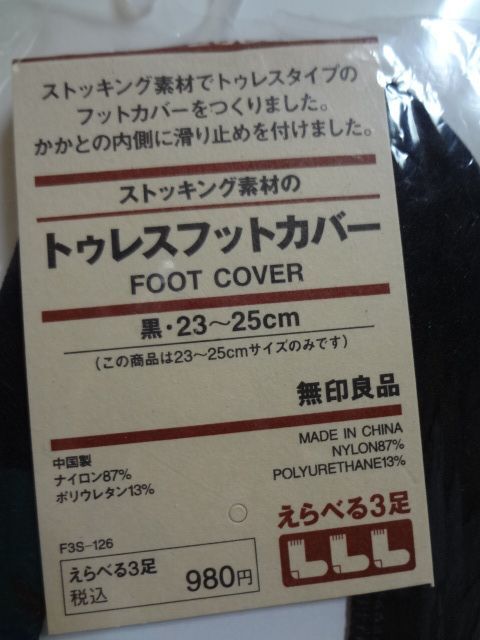 ストッキング素材でトゥレスタイプの
フットカバーをつくりました。
かかとの内側に滑り止めを付けました。
ストッキング素材の
トゥレスフットカバー
FOOT COVER
黒・23〜25cm
(この商品は23〜25cmサイズのみです)
無印良品
中国製
ナイロン87%
ポリウレタン13%
MADE IN CHINA
NYLON87%
POLYURETHANE13%
えらべる3足
F3S-126
えらべる3足
税込
980円